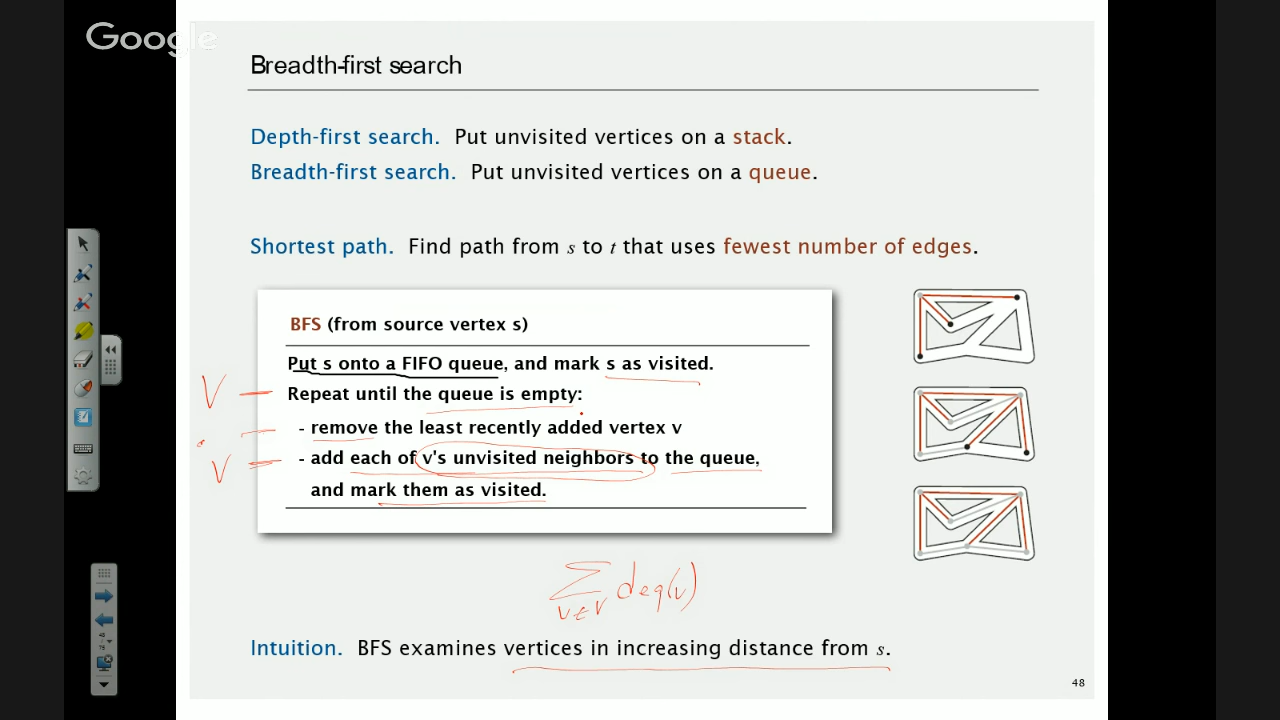 Google
Breadth-first search
Depth-first search. Put unvisited vertices on a stack.
Breadth-first search. Put unvisited vertices on a queue.
Shortest path. Find path from s to t that uses fewest number of edges.
BFS (from source vertex s)
Put s onto a FIFO queue, and mark s as visited.
V Repeat until the queue is empty:
- remove the least recently added vertex v
V - add each of v's unvisited neighbors to the queue,
and mark them as visited.
∑ deg(v)
v∈V
Intuition. BFS examines vertices in increasing distance from s.
48